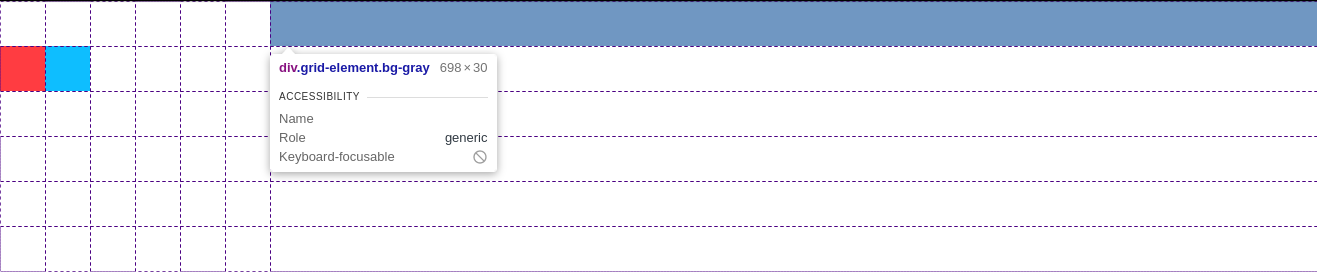 div.grid-element.bg-gray 698×30
ACCESSIBILITY
Name
Role generic
Keyboard-focusable